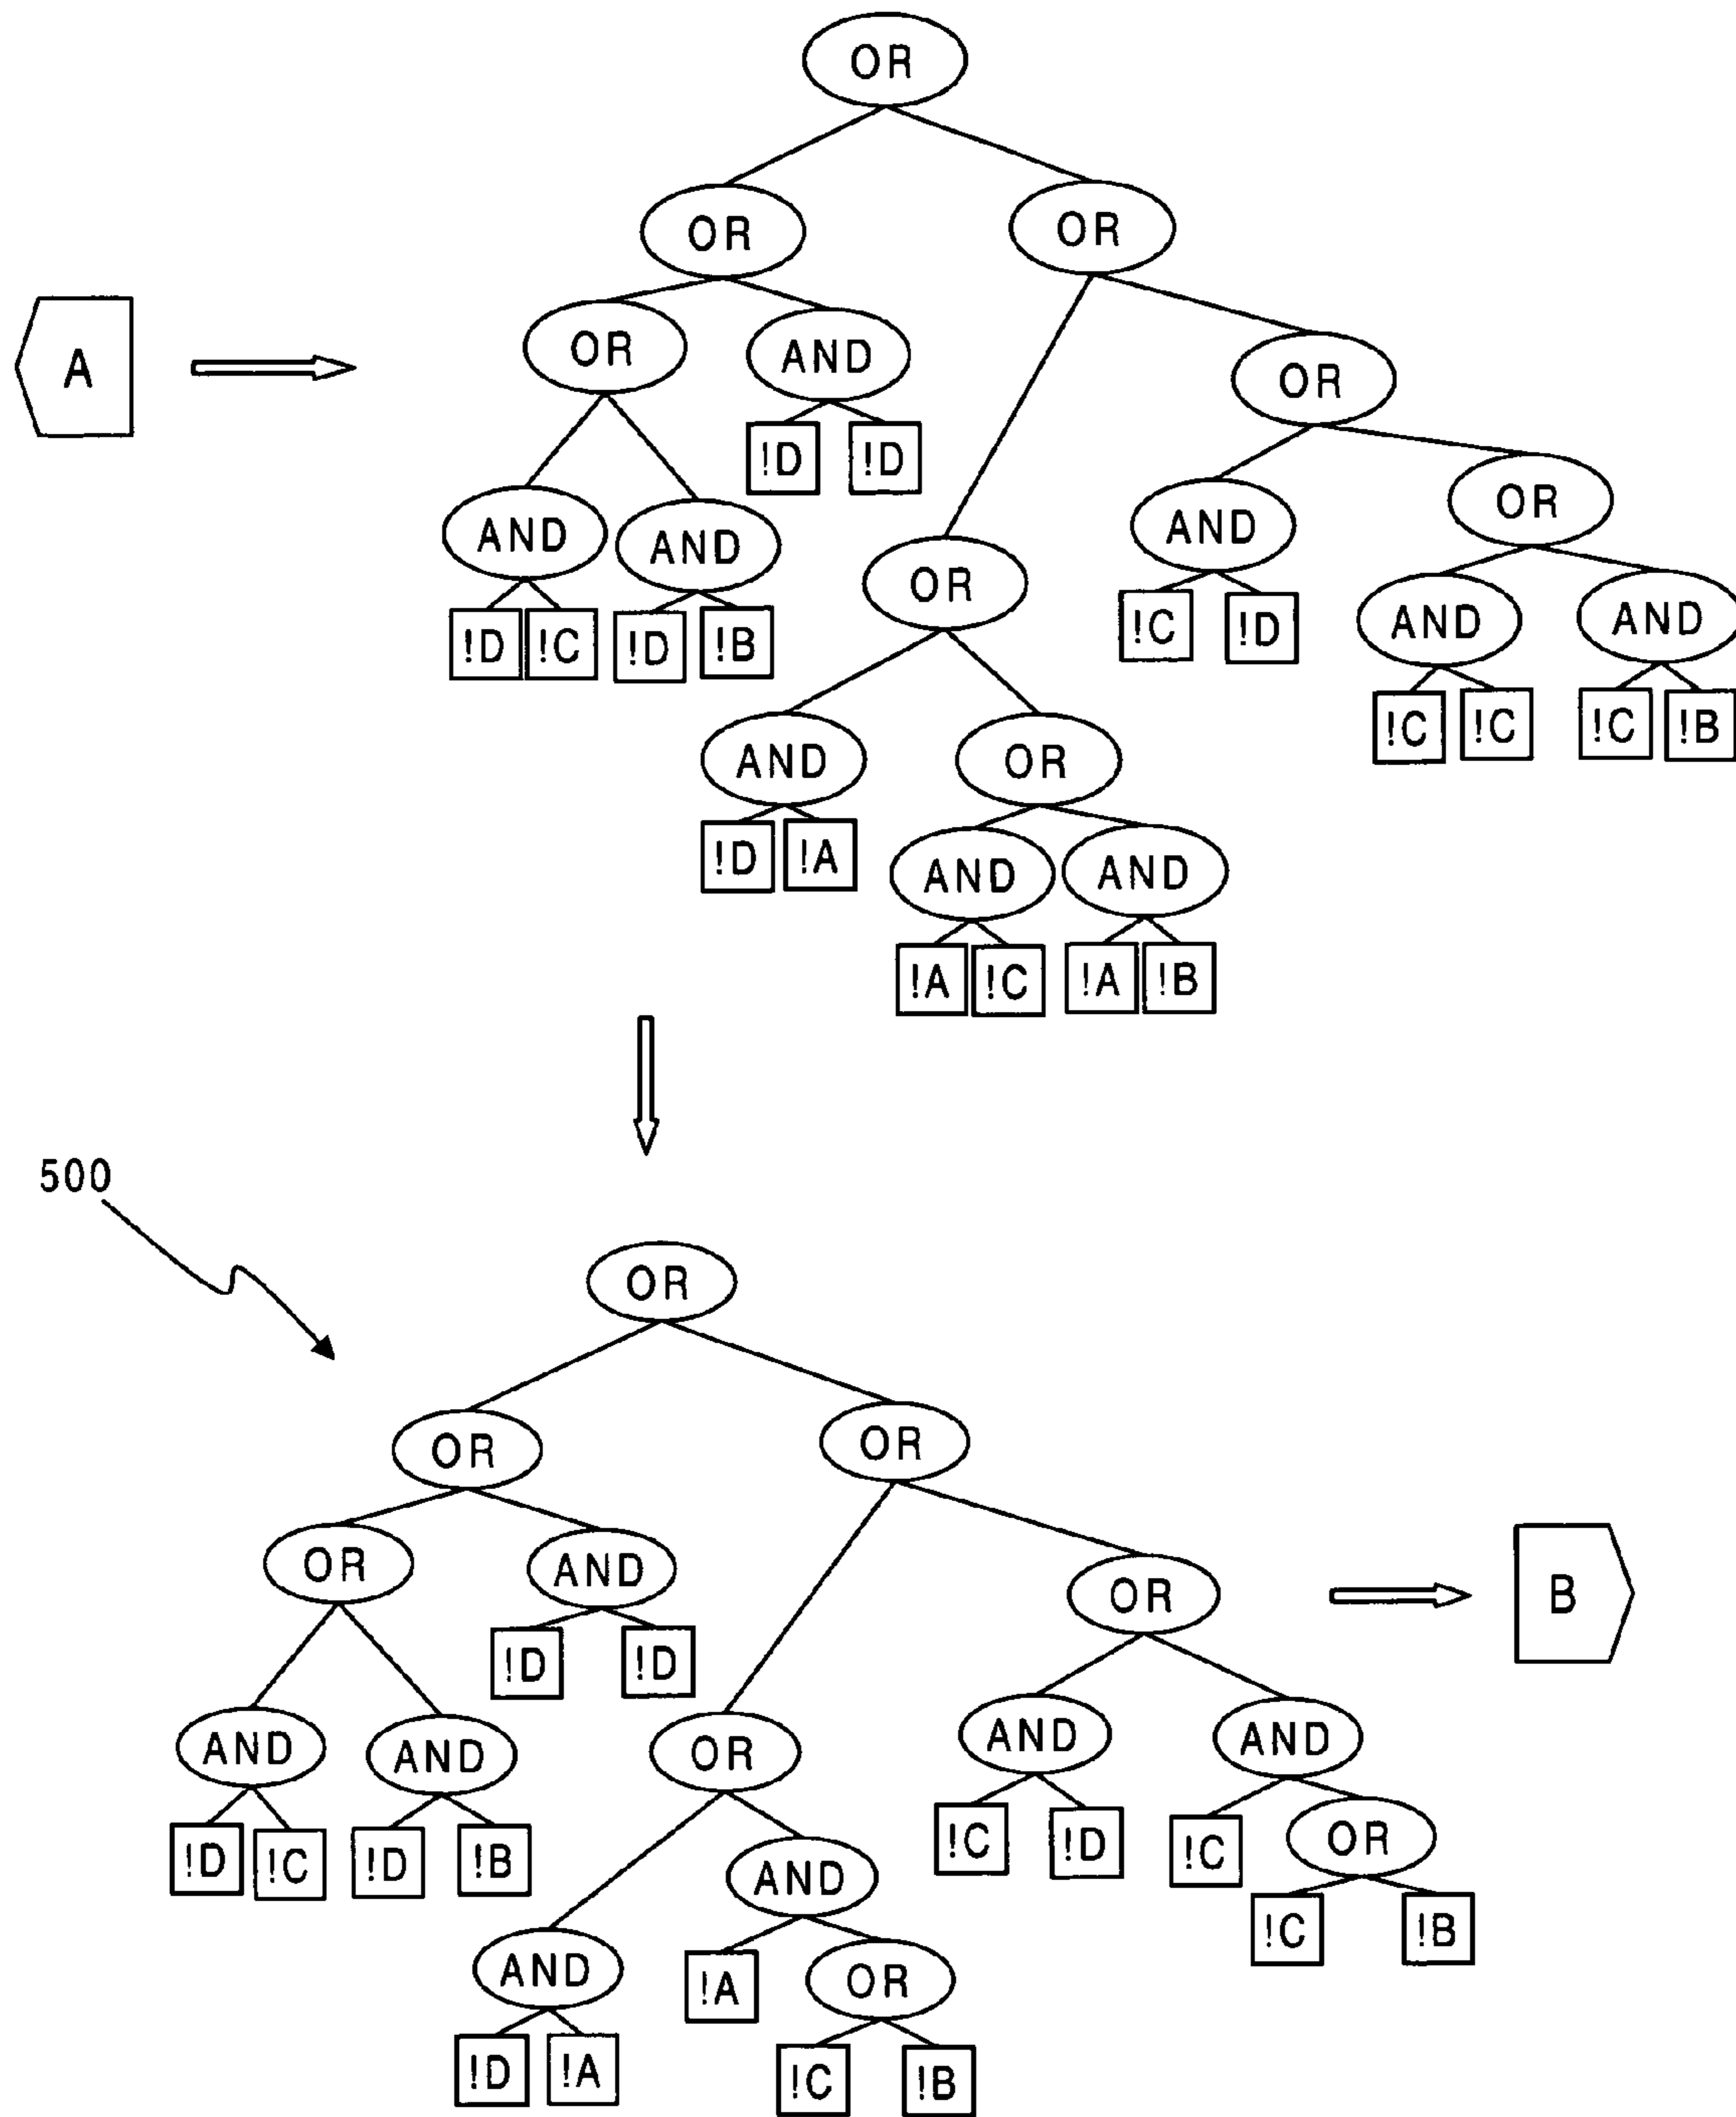 OR
OR OR
A OR AND OR
!D !D
AND AND AND OR
OR
!D !C !D !B !C !D AND AND
!C !C !C !B
AND OR
!D !A AND AND
!A !C !A !B
500
OR
OR OR
OR AND OR B
!D !D
AND AND OR AND AND
!D !C !D !B AND !C !D !C OR
!C !B
AND !A OR
!D !A !C !B